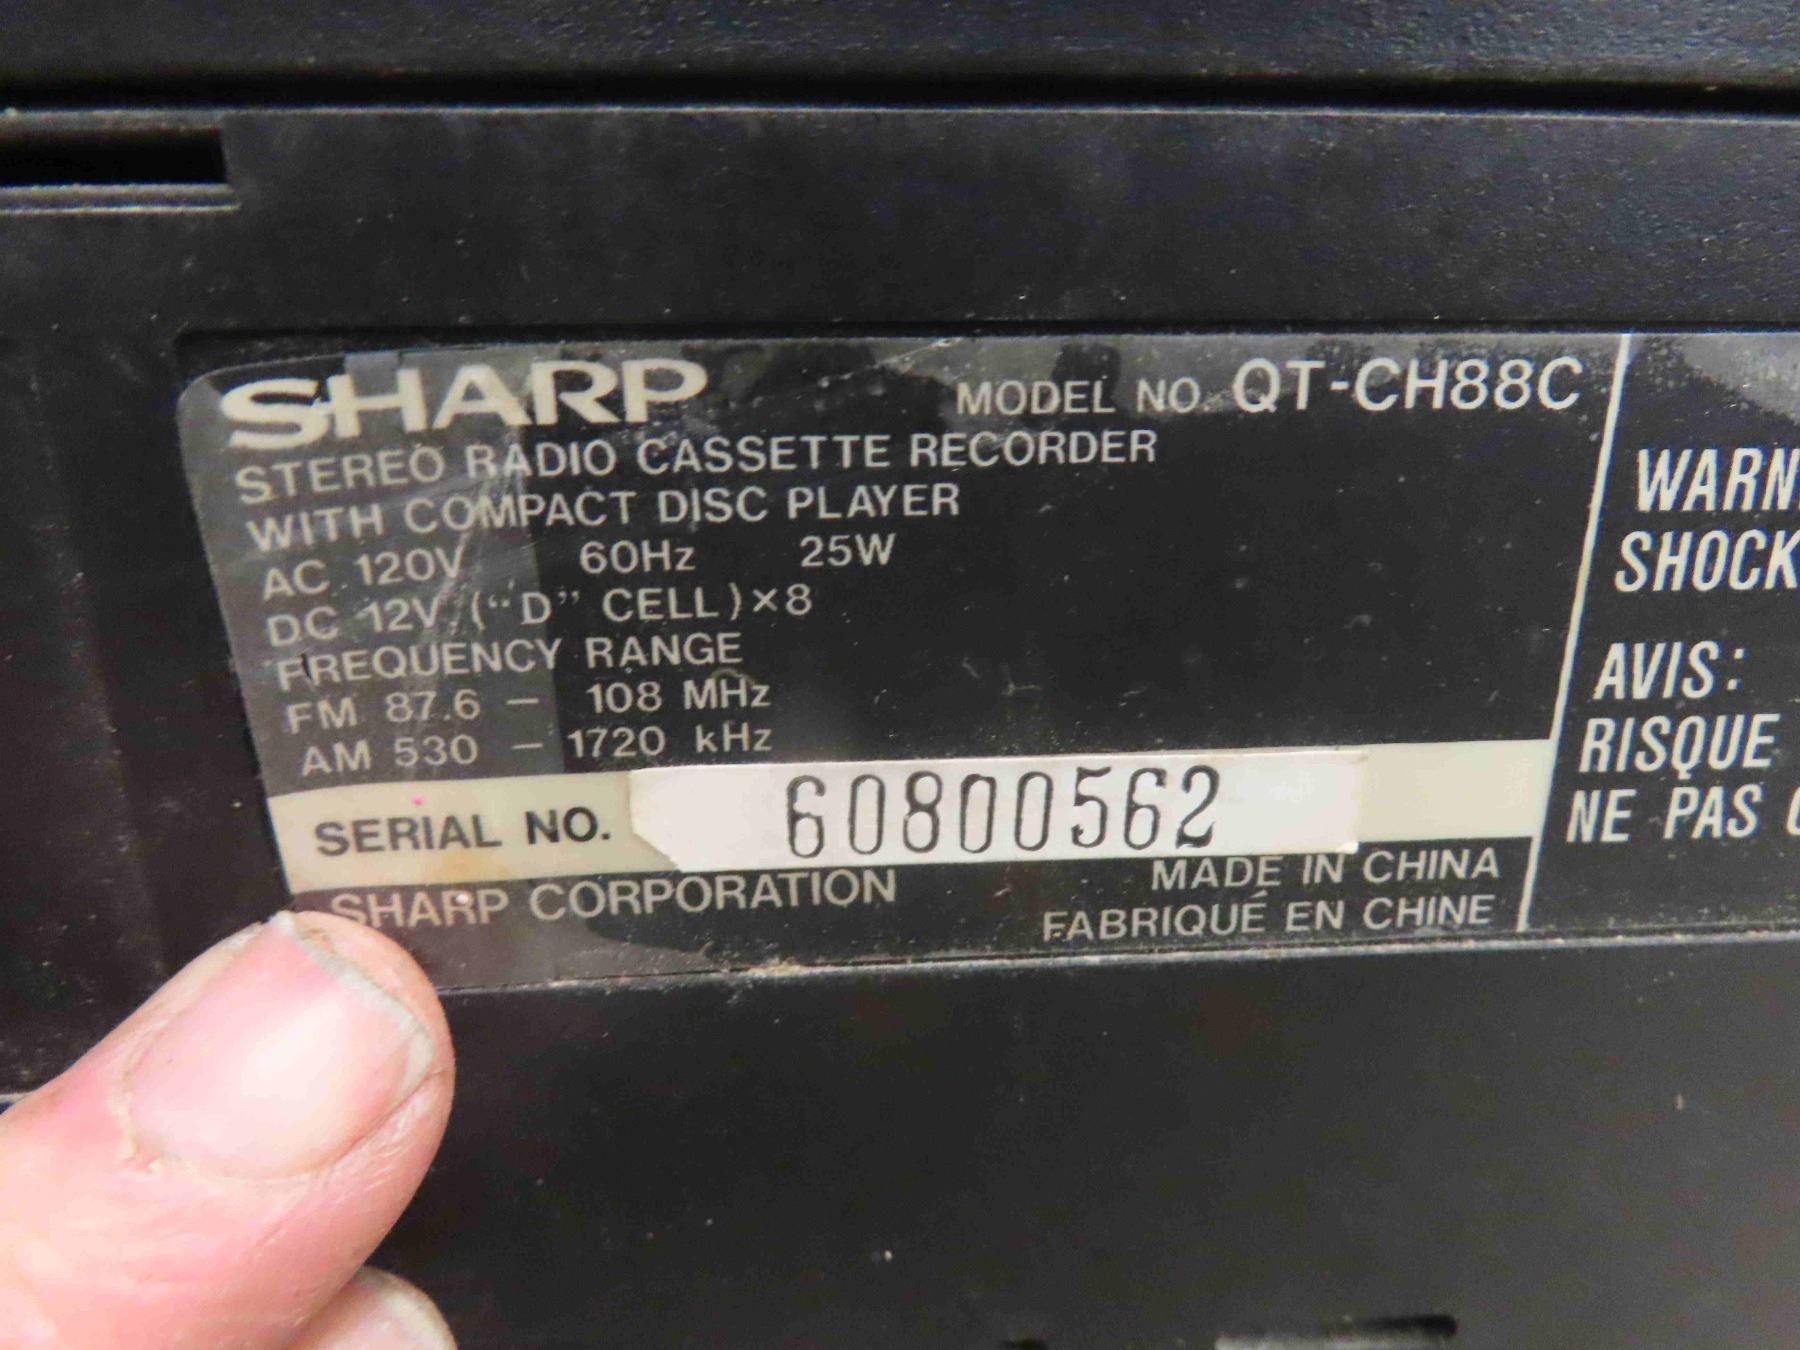 SHARP MODEL NO. QT-CH88C
STEREO RADIO CASSETTE RECORDER
WITH COMPACT DISC PLAYER
AC 120V 60Hz 25W
DC 12V (“D” CELL)×8
FREQUENCY RANGE
FM 87.6 – 108 MHz
AM 530 – 1720 kHz
SERIAL NO. 60800562
SHARP CORPORATION
MADE IN CHINA
FABRIQUÉ EN CHINE
WARN
SHOCK
AVIS:
RISQUE
NE PAS